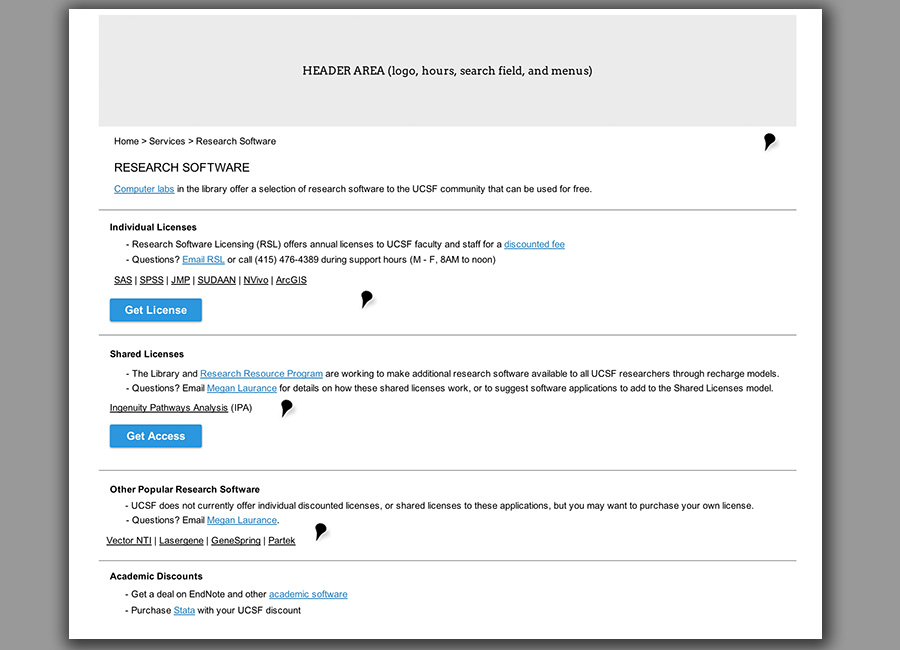 HEADER AREA (logo, hours, search field, and menus)
Home > Services > Research Software
RESEARCH SOFTWARE
Computer labs in the library offer a selection of research software to the UCSF community that can be used for free.
Individual Licenses
- Research Software Licensing (RSL) offers annual licenses to UCSF faculty and staff for a discounted fee
- Questions? Email RSL or call (415) 476-4389 during support hours (M - F, 8AM to noon)
SAS | SPSS | JMP | SUDAAN | NVivo | ArcGIS
Get License
Shared Licenses
- The Library and Research Resource Program are working to make additional research software available to all UCSF researchers through recharge models.
- Questions? Email Megan Laurance for details on how these shared licenses work, or to suggest software applications to add to the Shared Licenses model.
Ingenuity Pathways Analysis (IPA)
Get Access
Other Popular Research Software
- UCSF does not currently offer individual discounted licenses, or shared licenses to these applications, but you may want to purchase your own license.
- Questions? Email Megan Laurance.
Vector NTI | Lasergene | GeneSpring | Partek
Academic Discounts
- Get a deal on EndNote and other academic software
- Purchase Stata with your UCSF discount